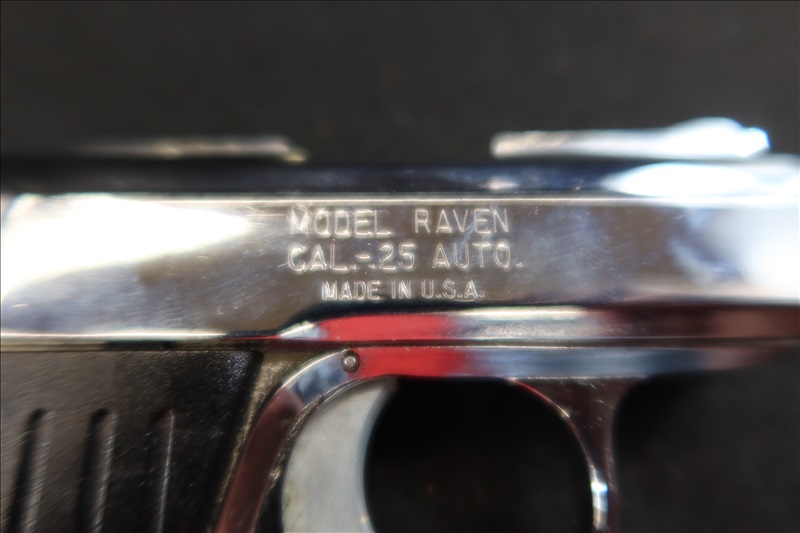 MODEL RAVEN
CAL.-.25 AUTO.
MADE IN U.S.A.